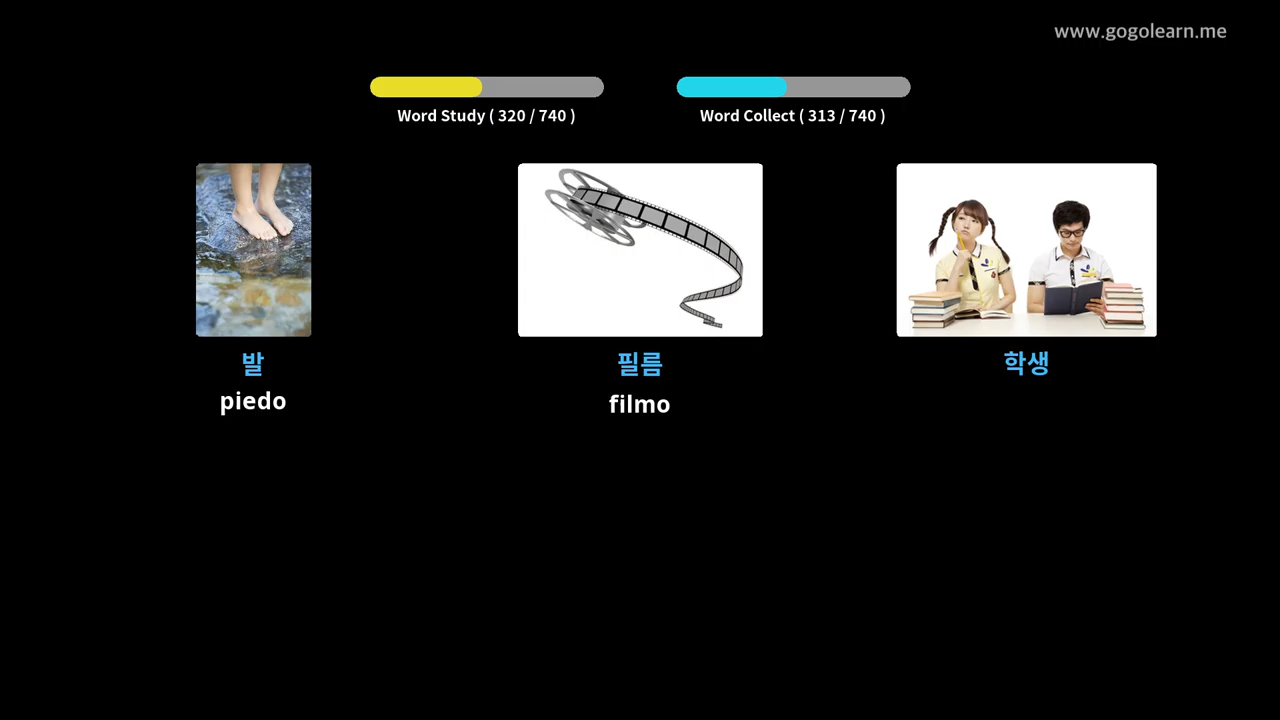 www.gogolearn.me
Word Study ( 320 / 740 )
Word Collect ( 313 / 740 )
발
필름
학생
piedo
filmo